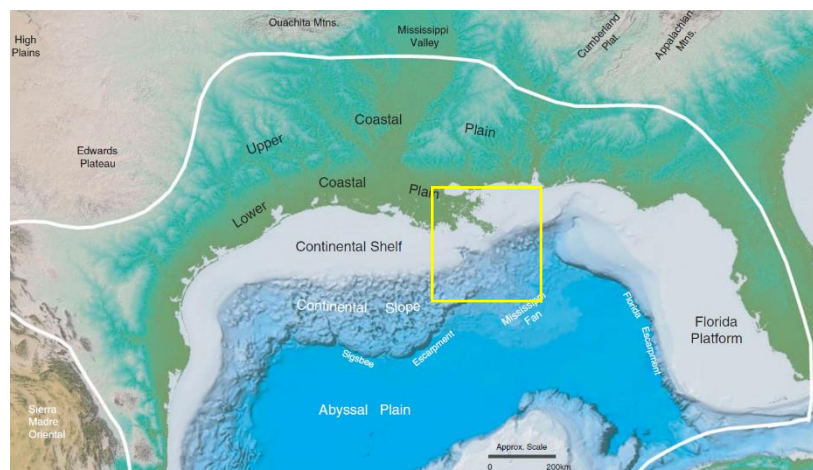 Ouachita Mtns.
Mississippi
Valley
High
Plains
Cumberland
Plat.
Appalachian
Mtns.
Coastal
Plain
Upper
Edwards
Plateau
Coastal
Plain
Lower
Continental Shelf
Continental Slope
Mississippi
Fan
Florida
Escarpment
Florida
Platform
Sigsbee
Escarpment
Abyssal Plain
Sierra
Madre
Oriental
Approx. Scale
0 200km